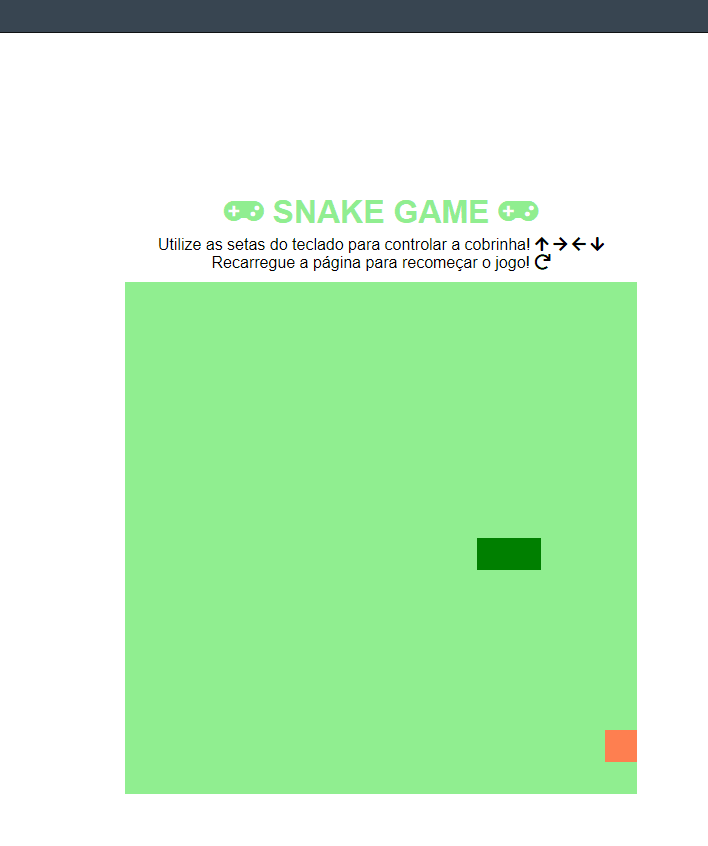 SNAKE GAME
Utilize as setas do teclado para controlar a cobrinha!
Recarregue a página para recomeçar o jogo!